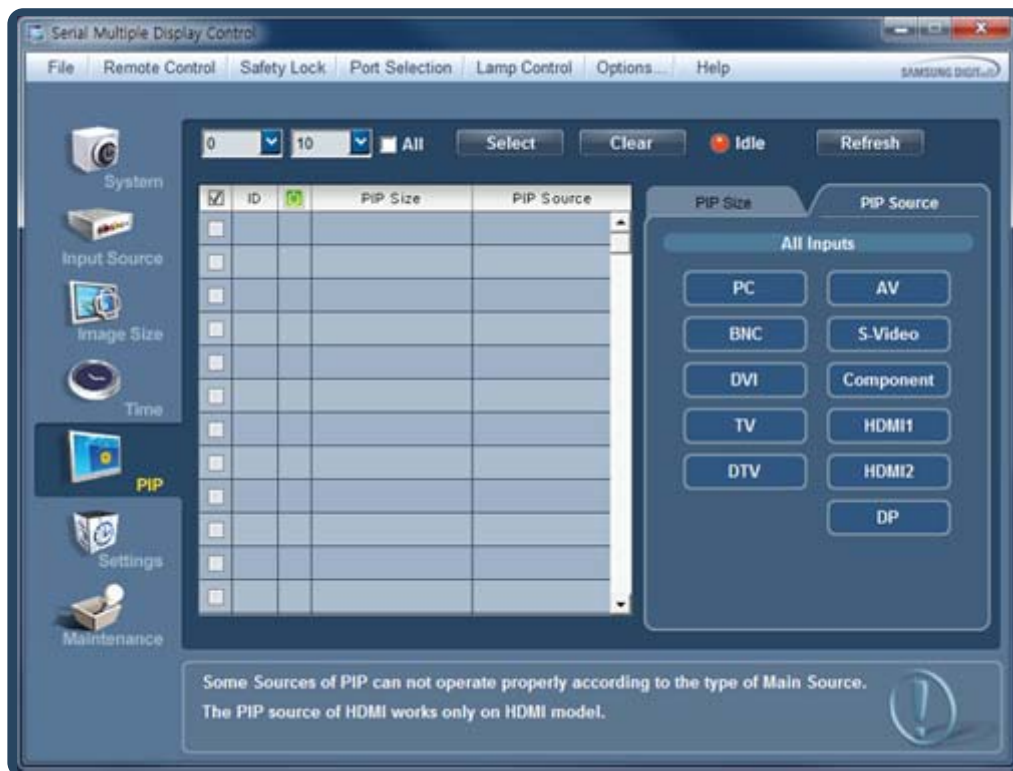 Serial Multiple Display Control
File Remote Control Safety Lock Port Selection Lamp Control Options... Help
0 10 All Select Clear Idle Refresh
System
Input Source
Image Size
Time
PIP
Settings
Maintenance
ID PIP Size PIP Source
PIP Size PIP Source
All Inputs
PC AV
BNC S-Video
DVI Component
TV HDMI1
DTV HDMI2
DP
Some Sources of PIP can not operate properly according to the type of Main Source.
The PIP source of HDMI works only on HDMI model.